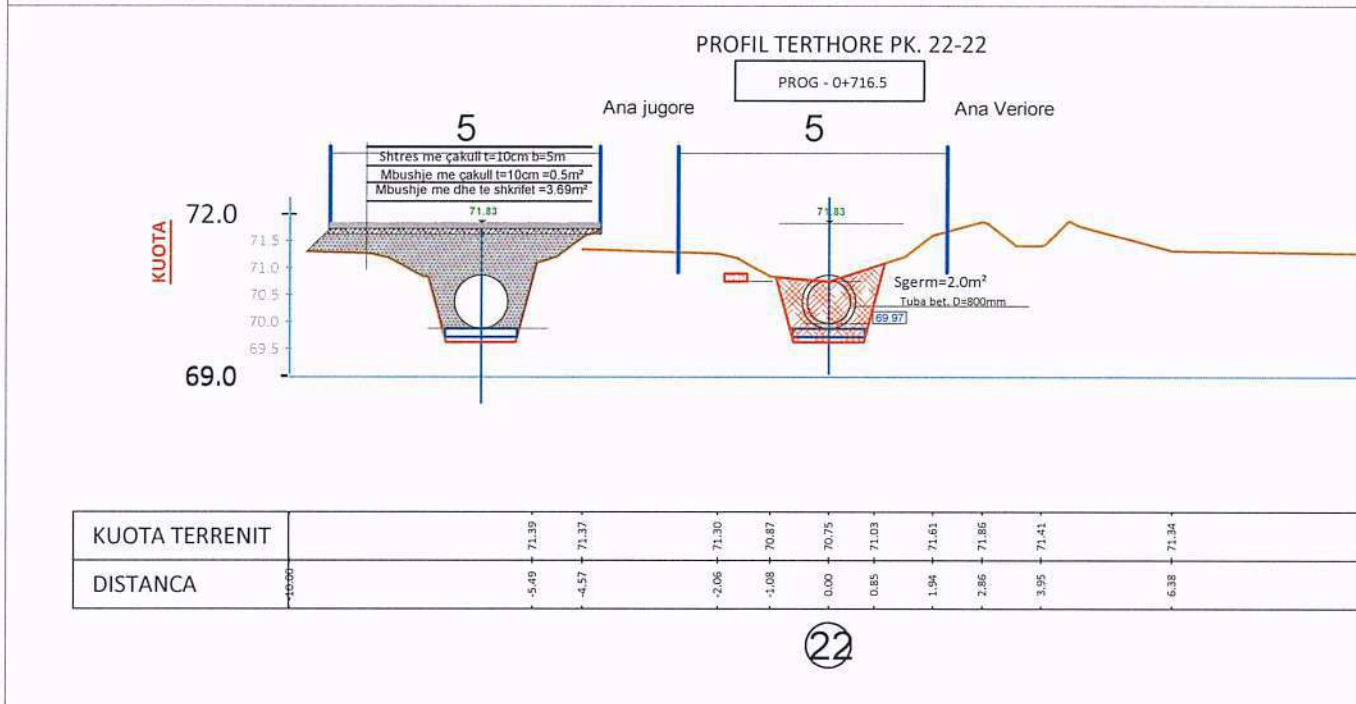 PROFIL TERTHORE PK. 22-22
PROG - 0+716.5
Ana jugore
Ana Veriore
5
5
Shtres me çakull t=10cm b=5m
Mbushje me çakull t=10cm =0.5m²
Mbushje me dhe te shkrifet =3.69m²
71.83
71.83
KUOTA
72.0
71.5
71.0
70.5
70.0
69.5
69.0
Sgerm=2.0m²
Tuba bet. D=800mm
69.97
KUOTA TERRENIT
71.39
71.37
71.30
70.87
70.75
71.03
71.61
71.86
71.41
71.34
DISTANCA
-10.00
-5.49
-4.57
-2.06
-1.08
0.00
0.85
1.94
2.86
3.95
6.38
22